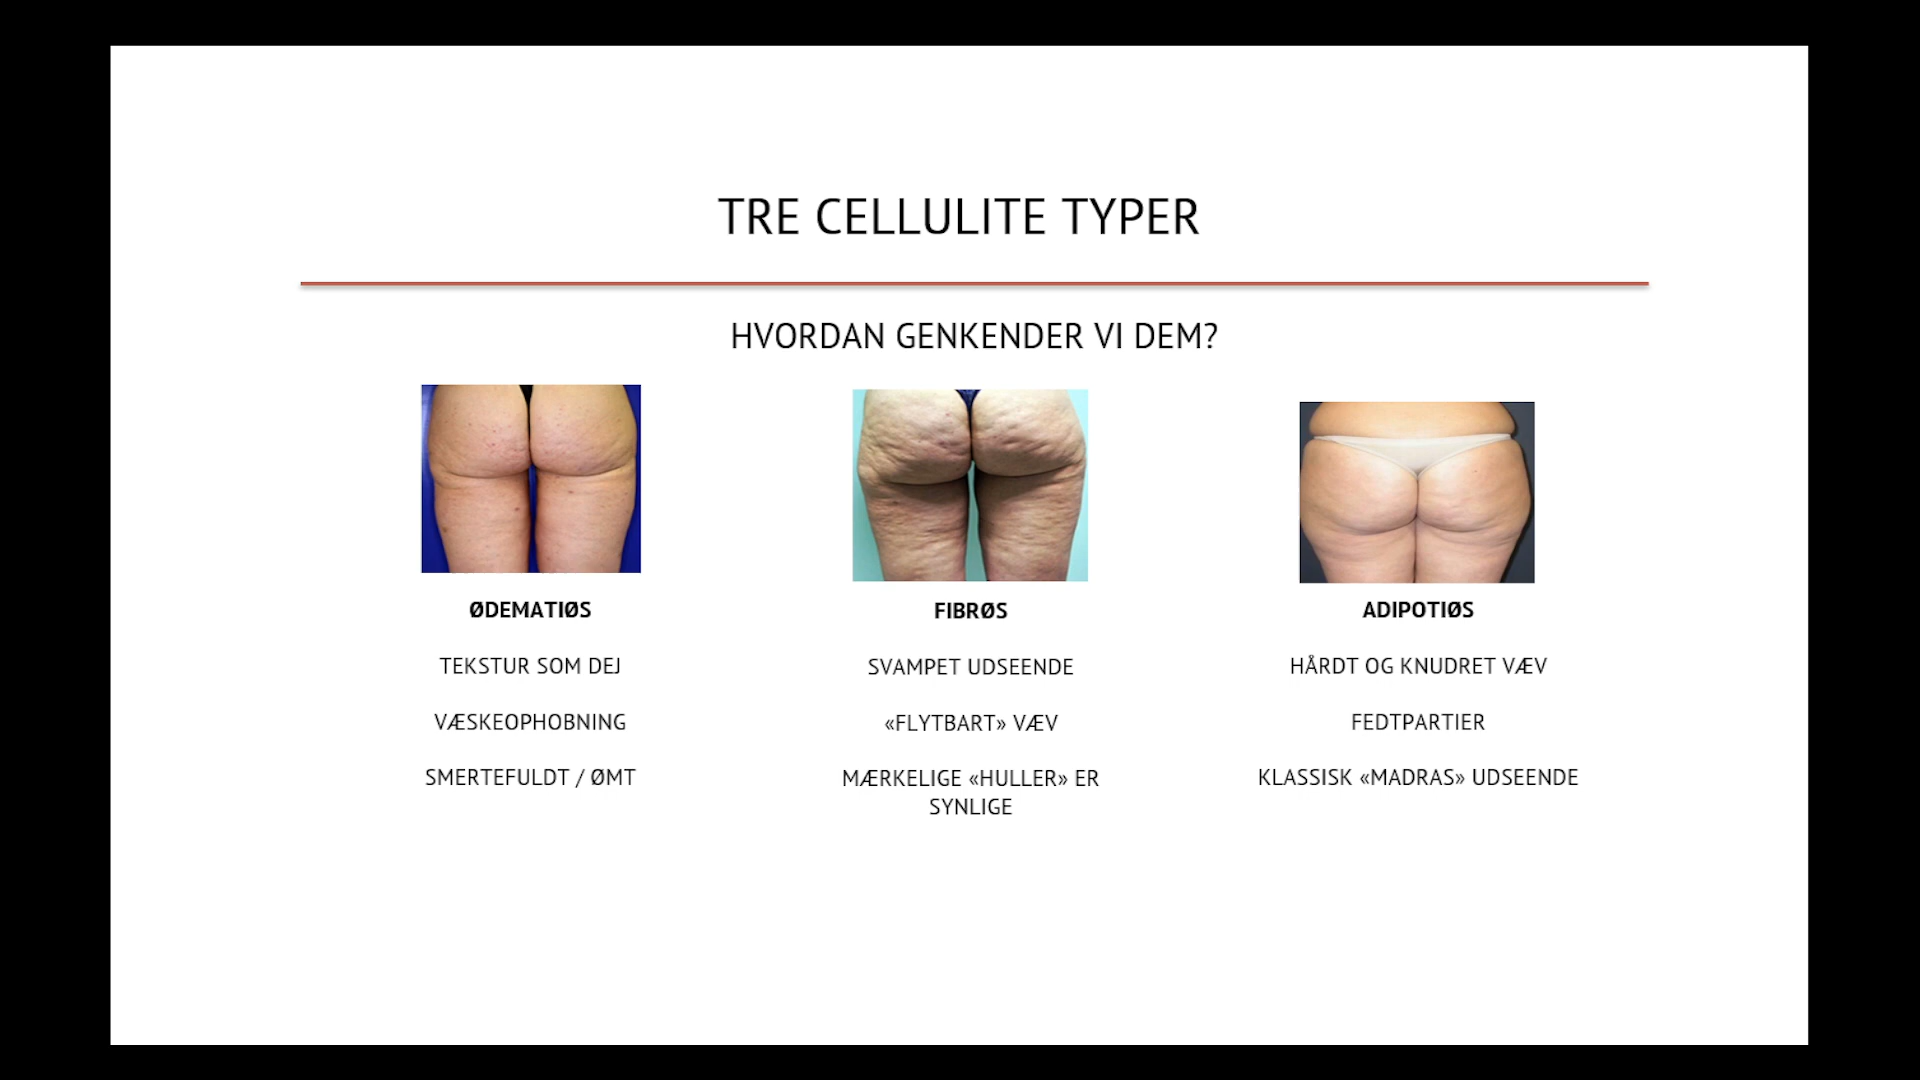 TRE CELLULITE TYPER
HVORDAN GENKENDER VI DEM?
ØDEMATIØS
TEKSTUR SOM DEJ
VÆSKEOPHOBNING
SMERTEFULDT / ØMT
FIBRØS
SVAMPET UDSEENDE
«FLYTBART» VÆV
MÆRKELIGE «HULLER» ER
SYNLIGE
ADIPOTIØS
HÅRDT OG KNUDRET VÆV
FEDTPARTIER
KLASSISK «MADRAS» UDSEENDE